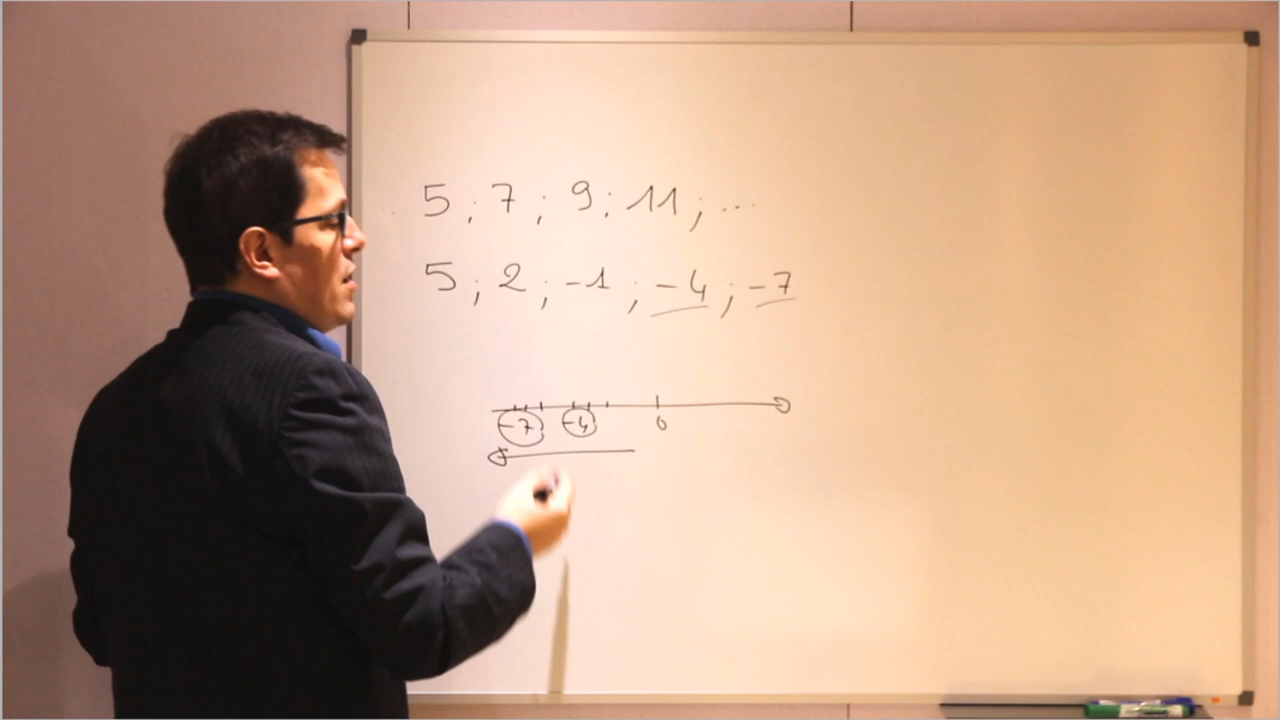 5 ; 7 ; 9 ; 11 ; ...
5 ; 2 ; -1 ; -4 ; -7
-7 -4 0